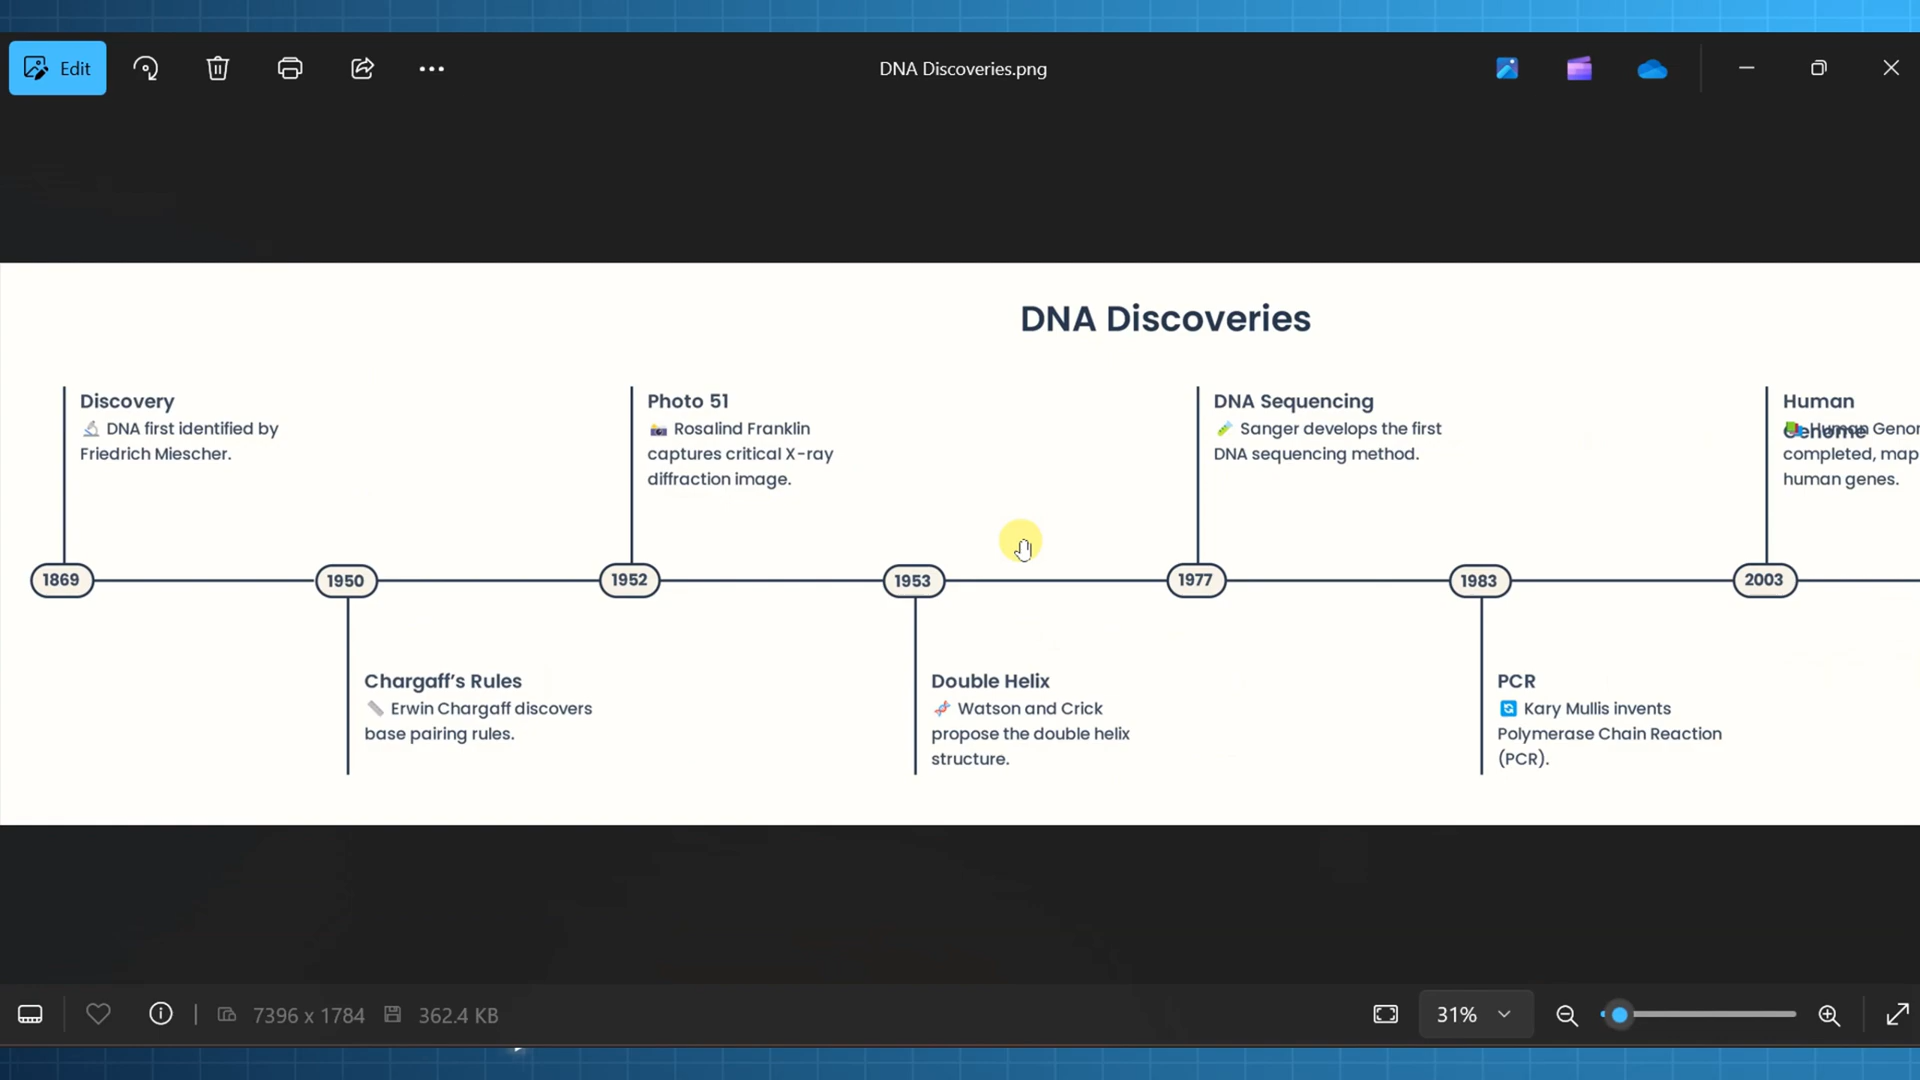 Edit
DNA Discoveries.png
DNA Discoveries
Discovery
DNA first identified by
Friedrich Miescher.
Photo 51
Rosalind Franklin
captures critical X-ray
diffraction image.
DNA Sequencing
Sanger develops the first
DNA sequencing method.
Human
Genome
Human Genor
completed, map
human genes.
1869
1950
1952
1953
1977
1983
2003
Chargaff's Rules
Erwin Chargaff discovers
base pairing rules.
Double Helix
Watson and Crick
propose the double helix
structure.
PCR
Kary Mullis invents
Polymerase Chain Reaction
(PCR).
7396 x 1784
362.4 KB
31%